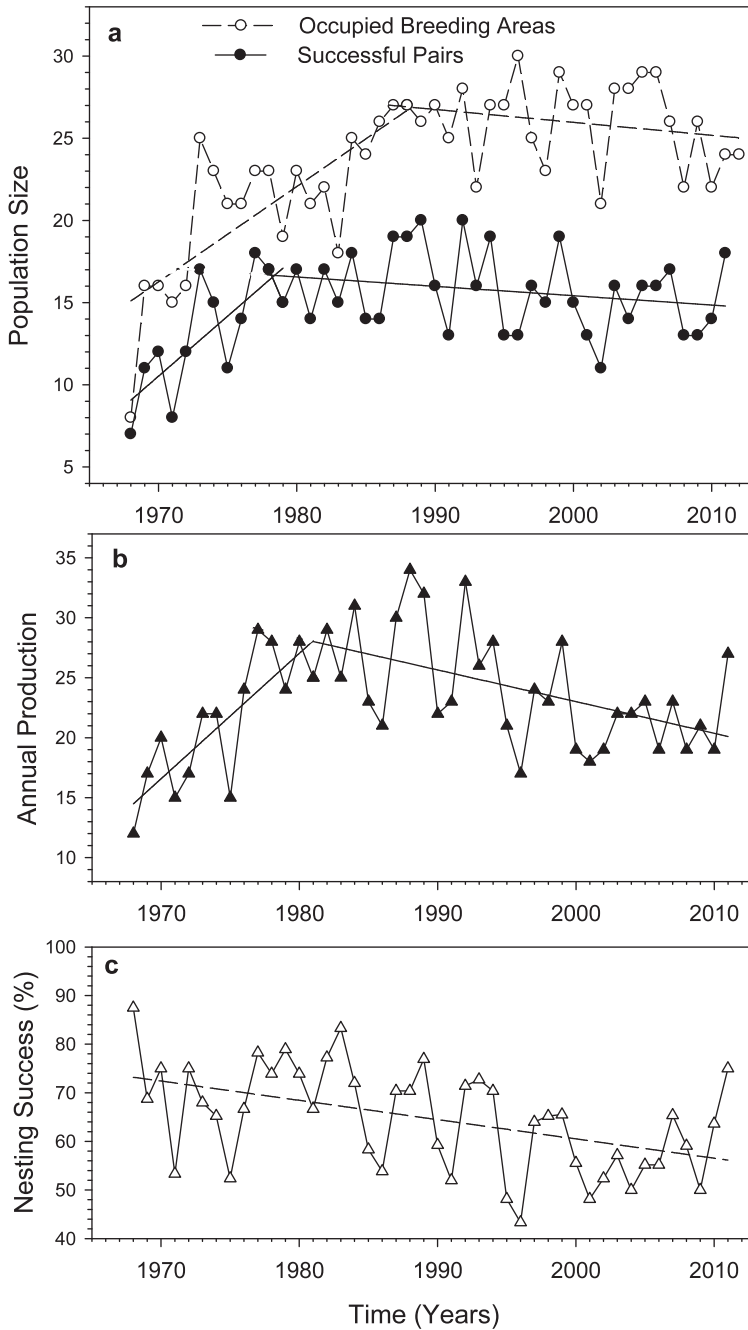 a
Occupied Breeding Areas
Successful Pairs
Population Size
30
25
20
15
10
5
1970 1980 1990 2000 2010
b
Annual Production
35
30
25
20
15
10
1970 1980 1990 2000 2010
c
Nesting Success (%)
100
90
80
70
60
50
40
1970 1980 1990 2000 2010
Time (Years)